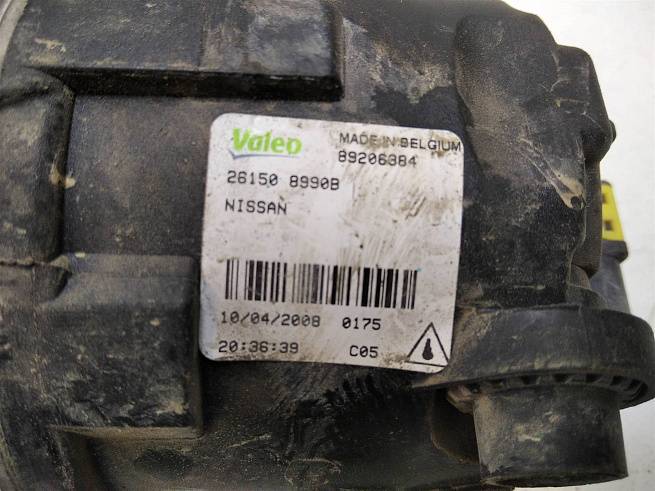 Valeo MADE IN BELGIUM
89206384
26150 8990B
NISSAN
10/04/2008 0175
20:36:39 C05